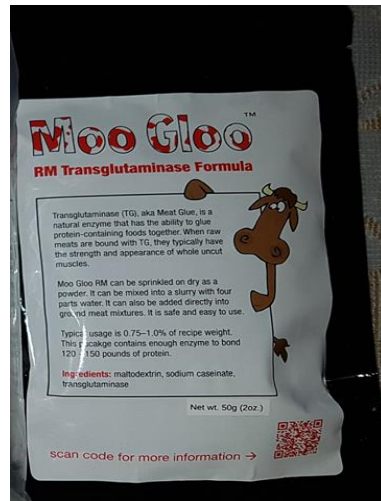 Moo Gloo™
RM Transglutaminase Formula
Transglutaminase (TG), aka Meat Glue, is a
natural enzyme that has the ability to glue
protein-containing foods together. When raw
meats are bound with TG, they typically have
the strength and appearance of whole uncut
muscles.
Moo Gloo RM can be sprinkled on dry as a
powder. It can be mixed into a slurry with four
parts water. It can also be added directly into
ground meat mixtures. It is safe and easy to use.
Typical usage is 0.75–1.0% of recipe weight.
This pacakge contains enough enzyme to bond
120–150 pounds of protein.
Ingredients: maltodextrin, sodium caseinate,
transglutaminase
Net wt. 50g (2oz.)
scan code for more information →